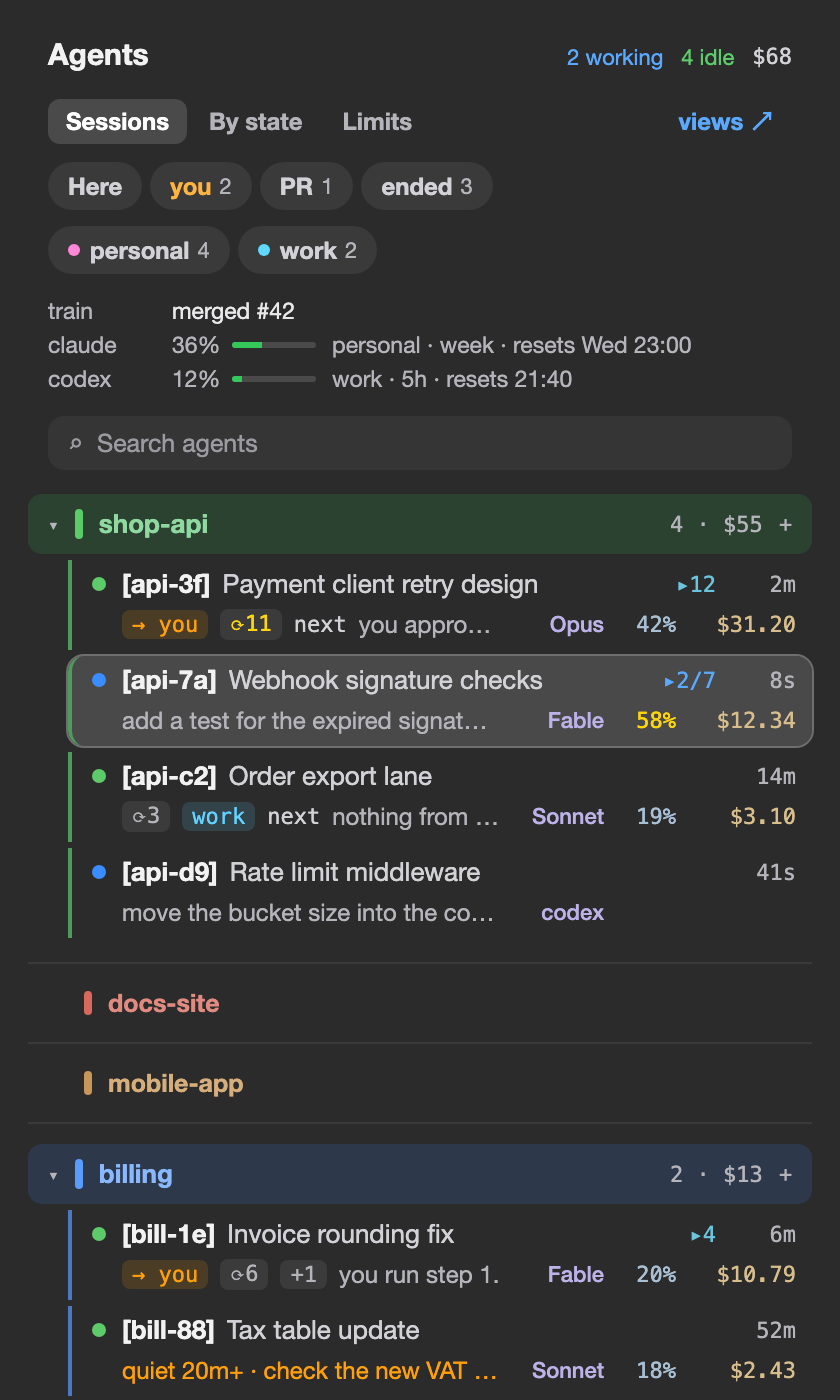 Agents 2 working 4 idle $68
Sessions By state Limits views ↗
Here you 2 PR 1 ended 3
personal 4 work 2
train merged #42
claude 36% personal · week · resets Wed 23:00
codex 12% work · 5h · resets 21:40
⌕ Search agents
▾ shop-api 4 · $55 +
[api-3f] Payment client retry design ▸12 2m
→ you ⟳11 next you appro… Opus 42% $31.20
[api-7a] Webhook signature checks ▸2/7 8s
add a test for the expired signat… Fable 58% $12.34
[api-c2] Order export lane 14m
⟳3 work next nothing from … Sonnet 19% $3.10
[api-d9] Rate limit middleware 41s
move the bucket size into the co… codex
docs-site
mobile-app
▾ billing 2 · $13 +
[bill-1e] Invoice rounding fix ▸4 6m
→ you ⟳6 +1 you run step 1. Fable 20% $10.79
[bill-88] Tax table update 52m
quiet 20m+ · check the new VAT … Sonnet 18% $2.43